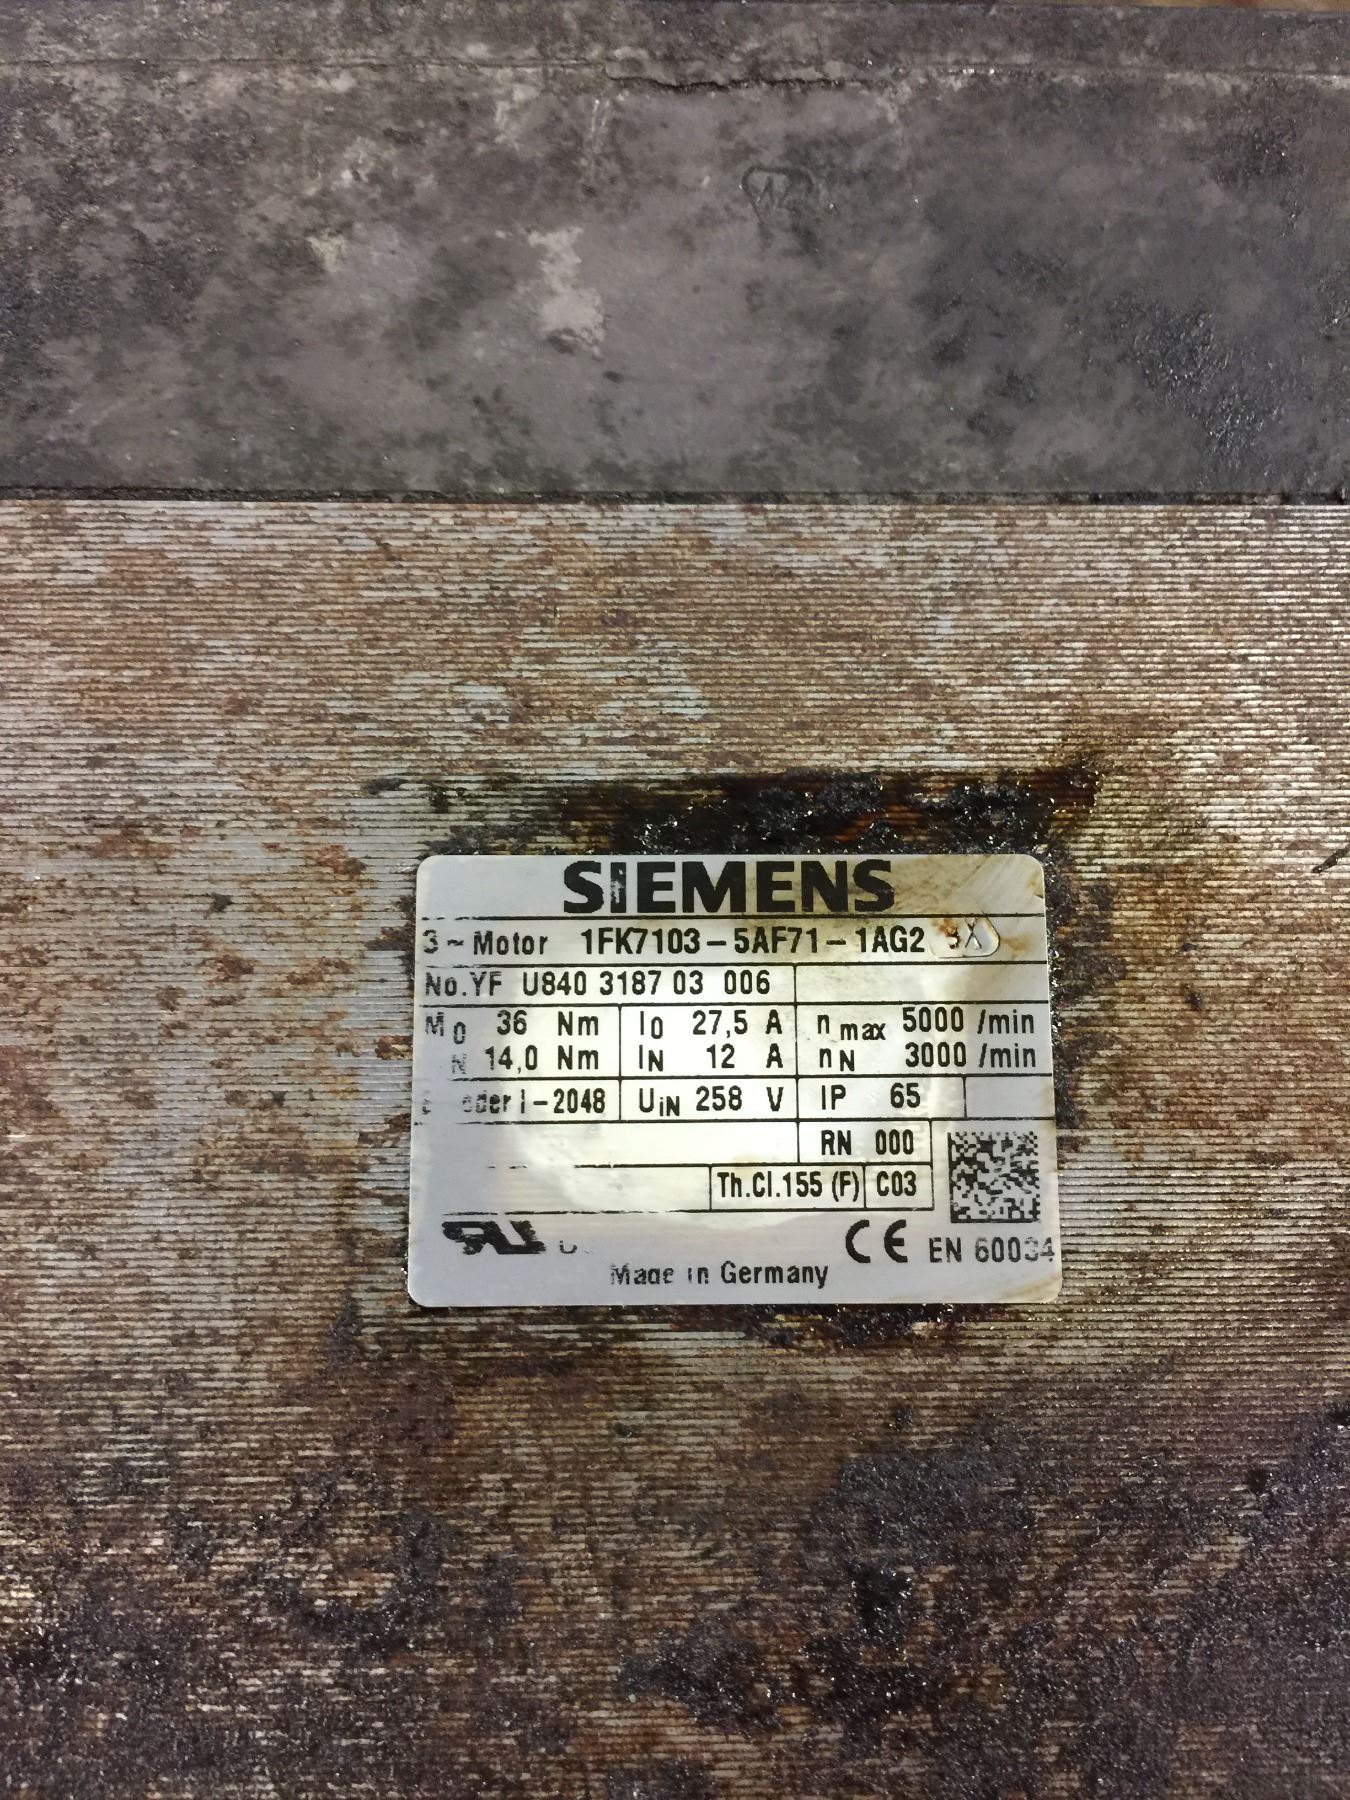 SIEMENS
3~Motor 1FK7103-5AF71-1AG2
No.YF U840 3187 03 006
M0 36 Nm I0 27,5 A nmax 5000 /min
N 14,0 Nm IN 12 A nN 3000 /min
I-2048 UIN 258 V IP 65
RN 000
Th.Cl.155 (F) C03
CE EN 60034
Made in Germany